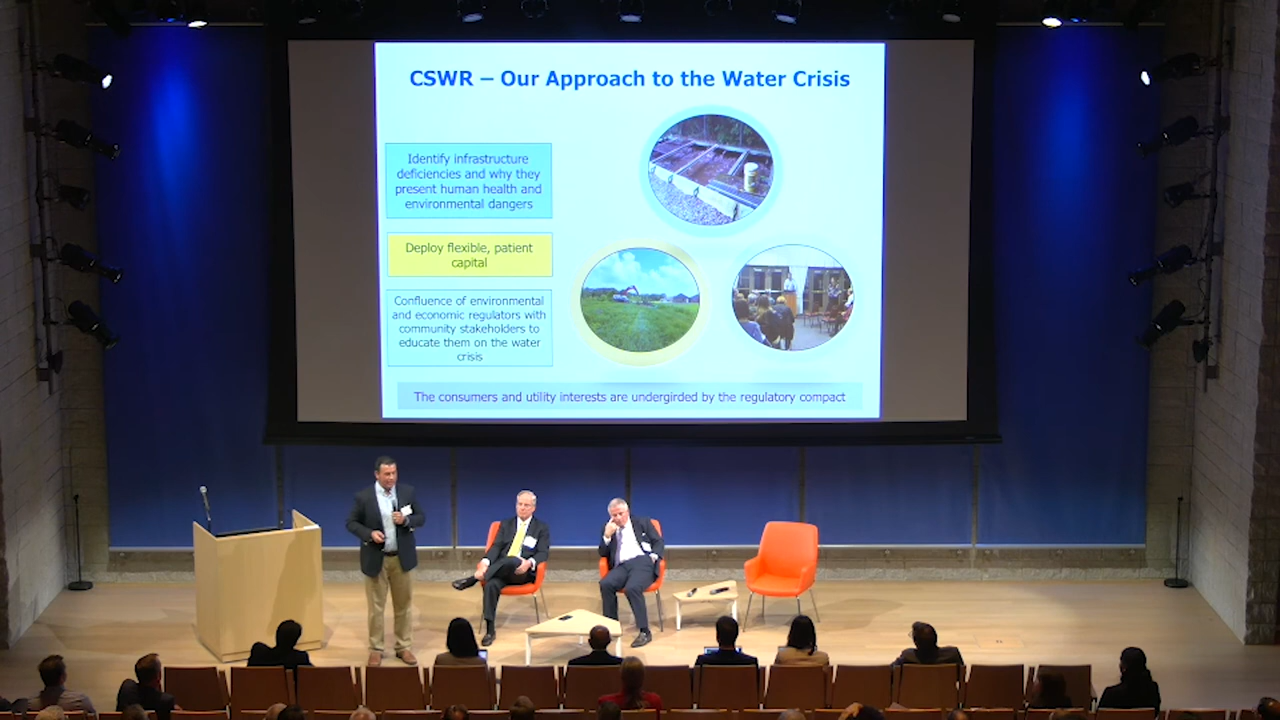 CSWR – Our Approach to the Water Crisis
Identify infrastructure
deficiencies and why they
present human health and
environmental dangers
Deploy flexible, patient
capital
Confluence of environmental
and economic regulators with
community stakeholders to
educate them on the water
crisis
The consumers and utility interests are undergirded by the regulatory compact